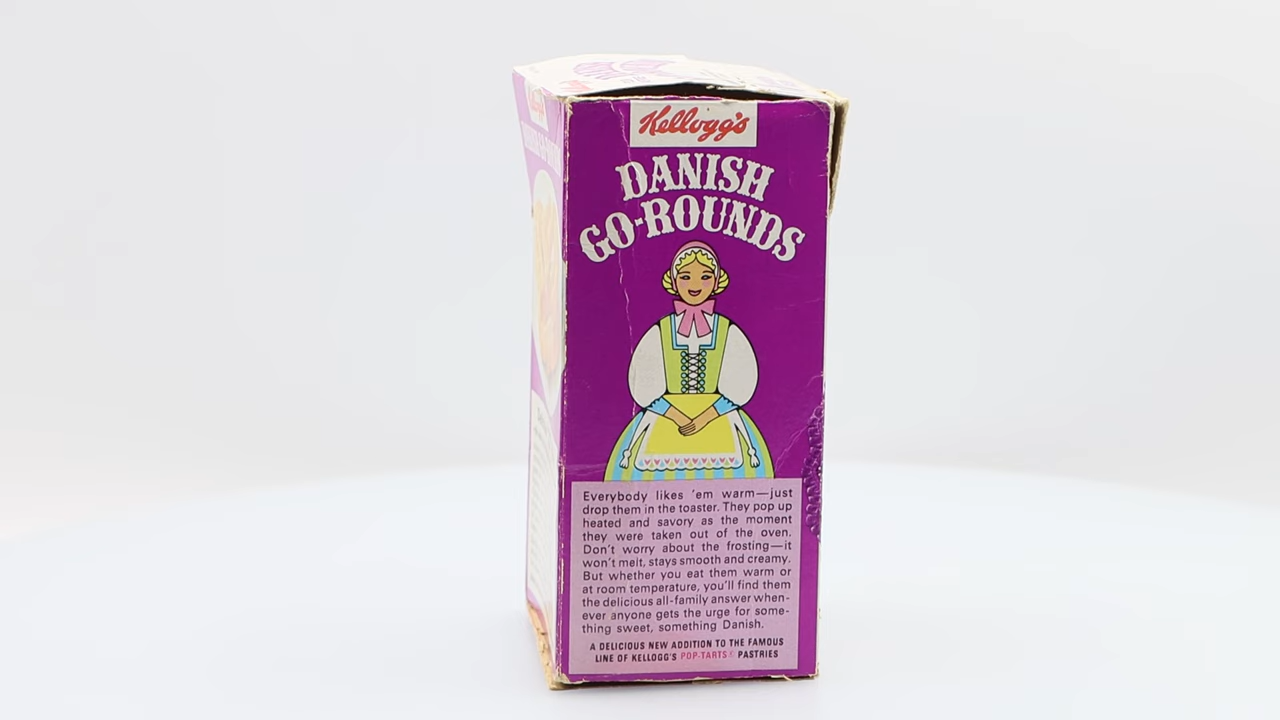 Kellogg's
DANISH
GO-ROUNDS
Everybody likes 'em warm—just
drop them in the toaster. They pop up
heated and savory as the moment
they were taken out of the oven.
Don't worry about the frosting—it
won't melt, stays smooth and creamy.
But whether you eat them warm or
at room temperature, you'll find them
the delicious all-family answer when-
ever anyone gets the urge for some-
thing sweet, something Danish.
A DELICIOUS NEW ADDITION TO THE FAMOUS
LINE OF KELLOGG'S POP-TARTS® PASTRIES